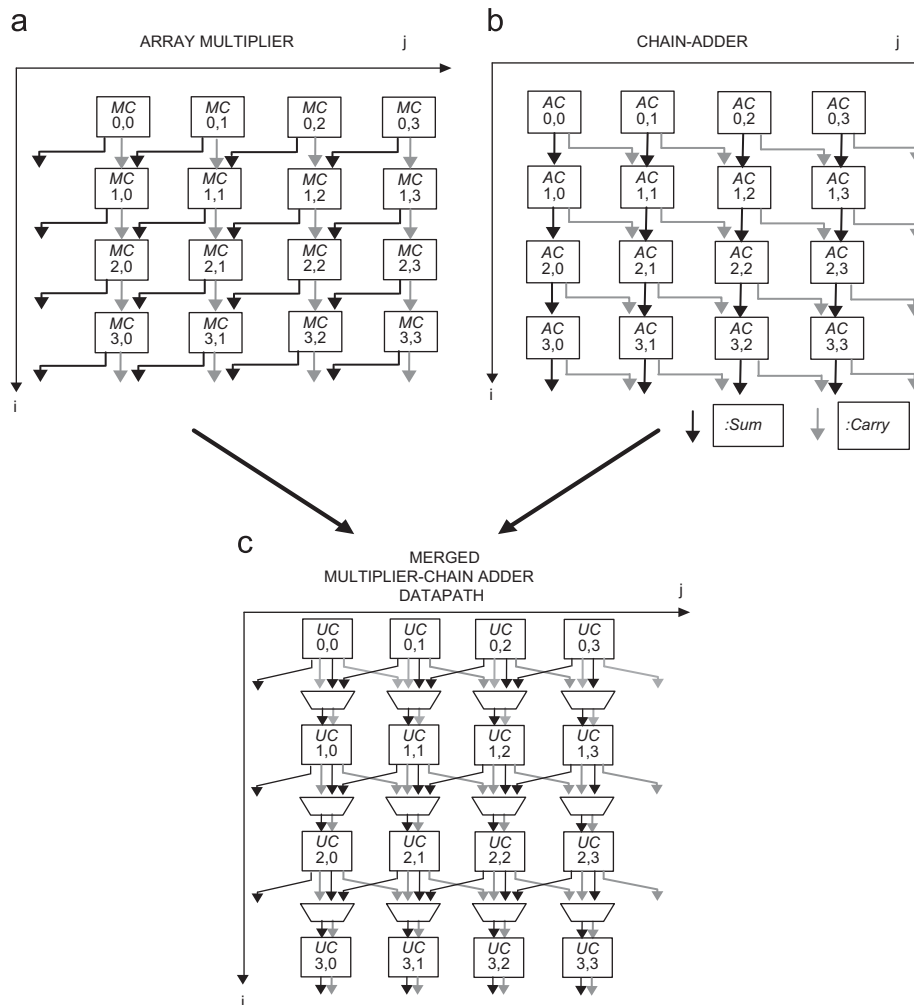 a
ARRAY MULTIPLIER
j
MC 0,0
MC 0,1
MC 0,2
MC 0,3
MC 1,0
MC 1,1
MC 1,2
MC 1,3
MC 2,0
MC 2,1
MC 2,2
MC 2,3
MC 3,0
MC 3,1
MC 3,2
MC 3,3
i
b
CHAIN-ADDER
j
AC 0,0
AC 0,1
AC 0,2
AC 0,3
AC 1,0
AC 1,1
AC 1,2
AC 1,3
AC 2,0
AC 2,1
AC 2,2
AC 2,3
AC 3,0
AC 3,1
AC 3,2
AC 3,3
i
:Sum
:Carry
c
MERGED
MULTIPLIER-CHAIN ADDER
DATAPATH
j
UC 0,0
UC 0,1
UC 0,2
UC 0,3
UC 1,0
UC 1,1
UC 1,2
UC 1,3
UC 2,0
UC 2,1
UC 2,2
UC 2,3
UC 3,0
UC 3,1
UC 3,2
UC 3,3
i